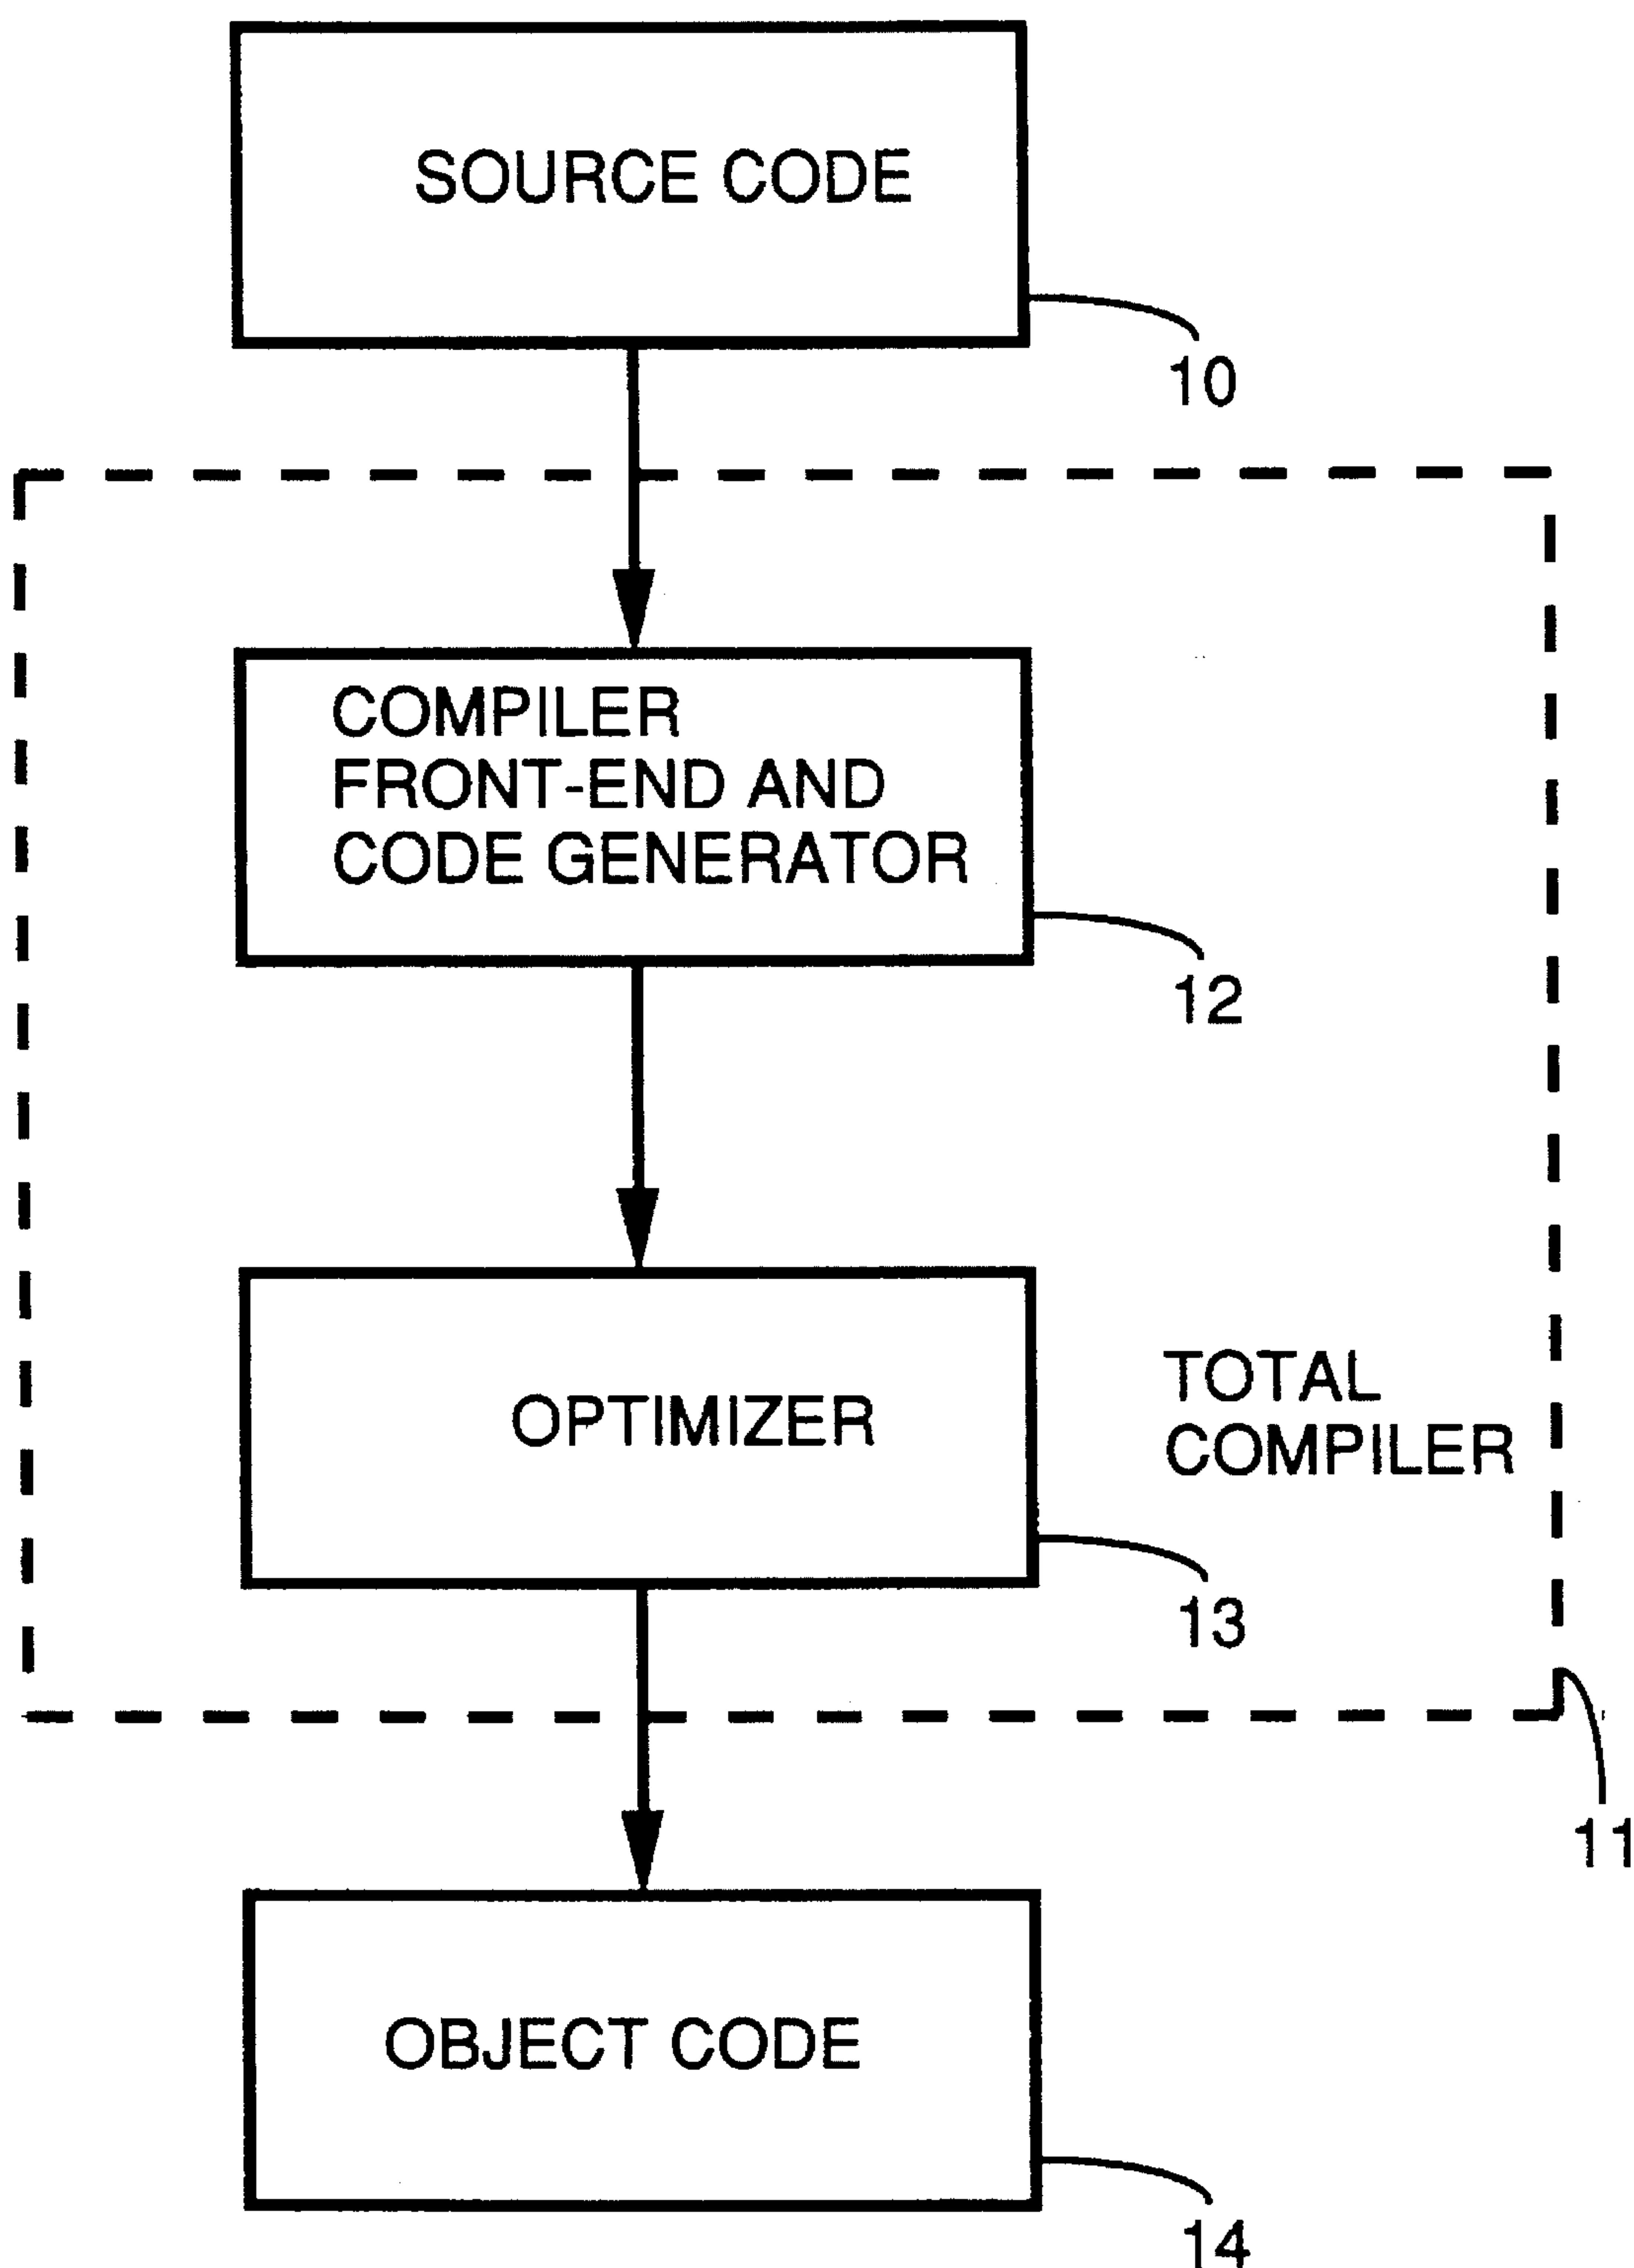 SOURCE CODE
10
COMPILER
FRONT-END AND
CODE GENERATOR
12
OPTIMIZER
TOTAL
COMPILER
13
11
OBJECT CODE
14